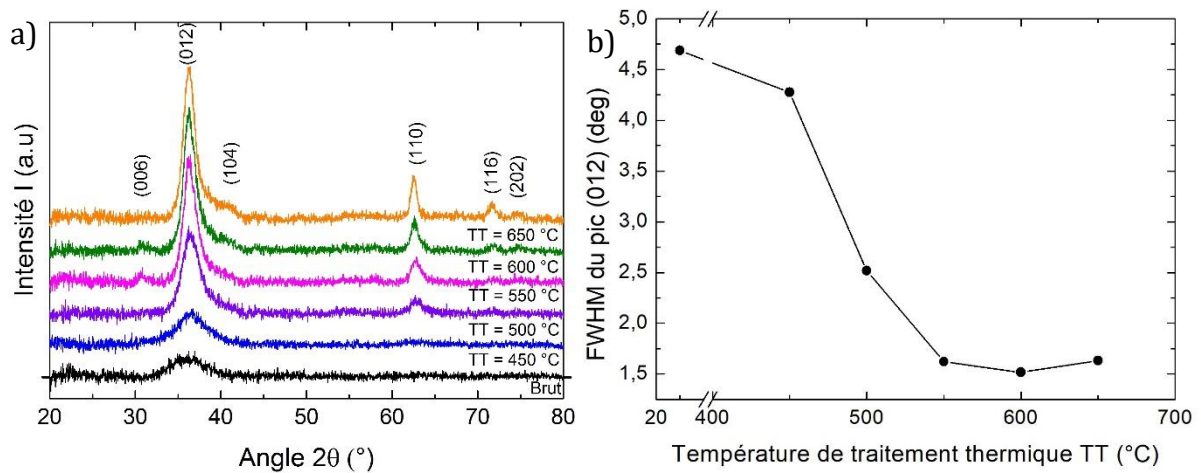 a)
Intensité I (a.u)
(006)
(012)
(104)
(110)
(116)
(202)
TT = 650 °C
TT = 600 °C
TT = 550 °C
TT = 500 °C
TT = 450 °C
Brut
20 30 40 50 60 70 80
Angle 2θ (°)
b)
FWHM du pic (012) (deg)
5,0
4,5
4,0
3,5
3,0
2,5
2,0
1,5
20 400 500 600 700
Température de traitement thermique TT (°C)